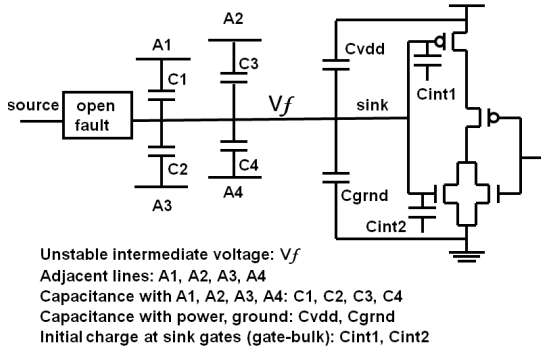 A1
A2
C1
C3
Cvdd
Cint1
source
open
fault
Vf
sink
C2
C4
A3
A4
Cgrnd
Cint2
Unstable intermediate voltage: Vf
Adjacent lines: A1, A2, A3, A4
Capacitance with A1, A2, A3, A4: C1, C2, C3, C4
Capacitance with power, ground: Cvdd, Cgrnd
Initial charge at sink gates (gate-bulk): Cint1, Cint2